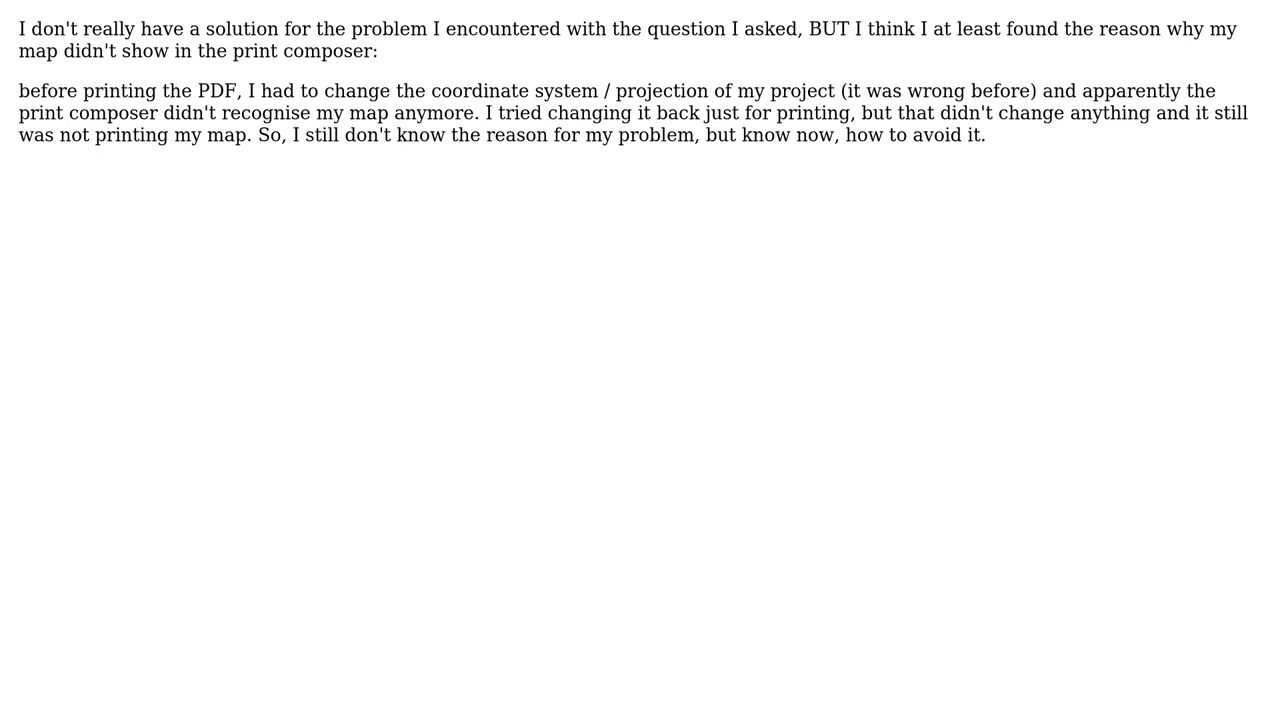 I don't really have a solution for the problem I encountered with the question I asked, BUT I think I at least found the reason why my
map didn't show in the print composer:
before printing the PDF, I had to change the coordinate system / projection of my project (it was wrong before) and apparently the
print composer didn't recognise my map anymore. I tried changing it back just for printing, but that didn't change anything and it still
was not printing my map. So, I still don't know the reason for my problem, but know now, how to avoid it.